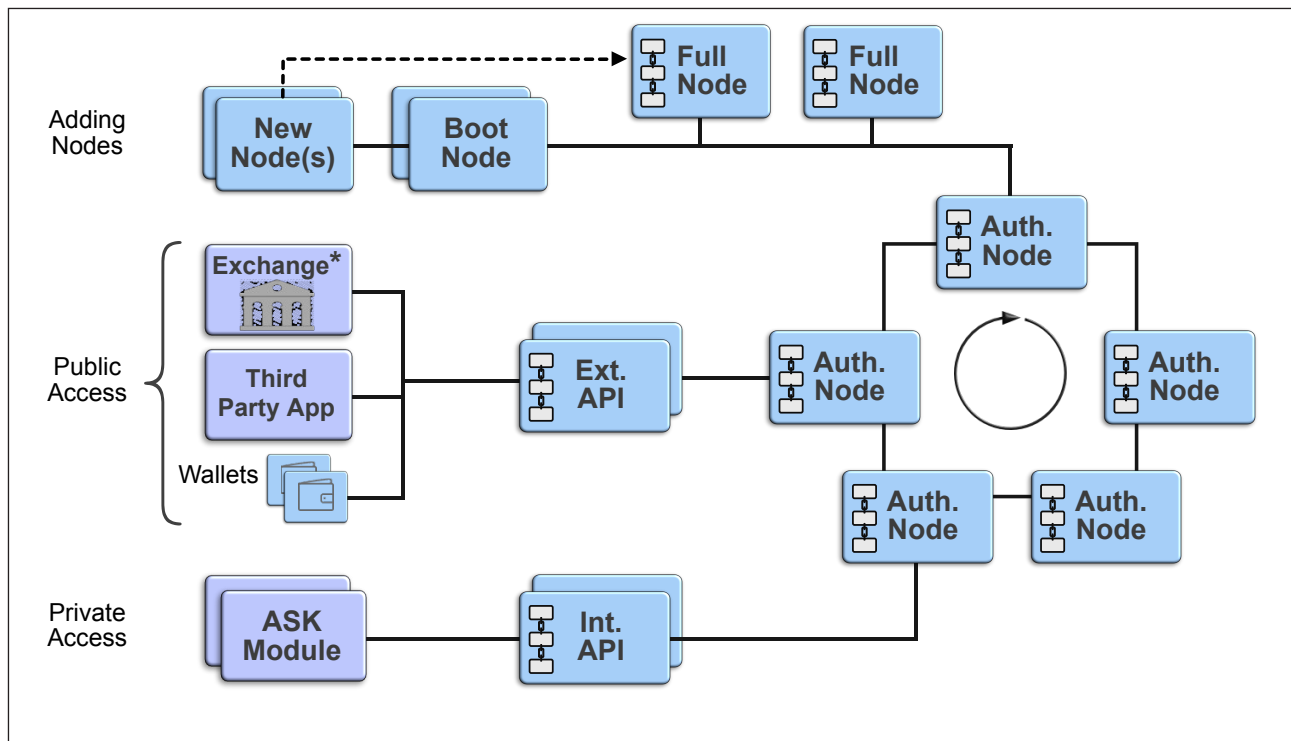 Adding
Nodes
New
Node(s)
Boot
Node
Full
Node
Full
Node
Auth.
Node
Public
Access
Exchange*
Third
Party App
Wallets
Ext.
API
Auth.
Node
Auth.
Node
Auth.
Node
Auth.
Node
Private
Access
ASK
Module
Int.
API